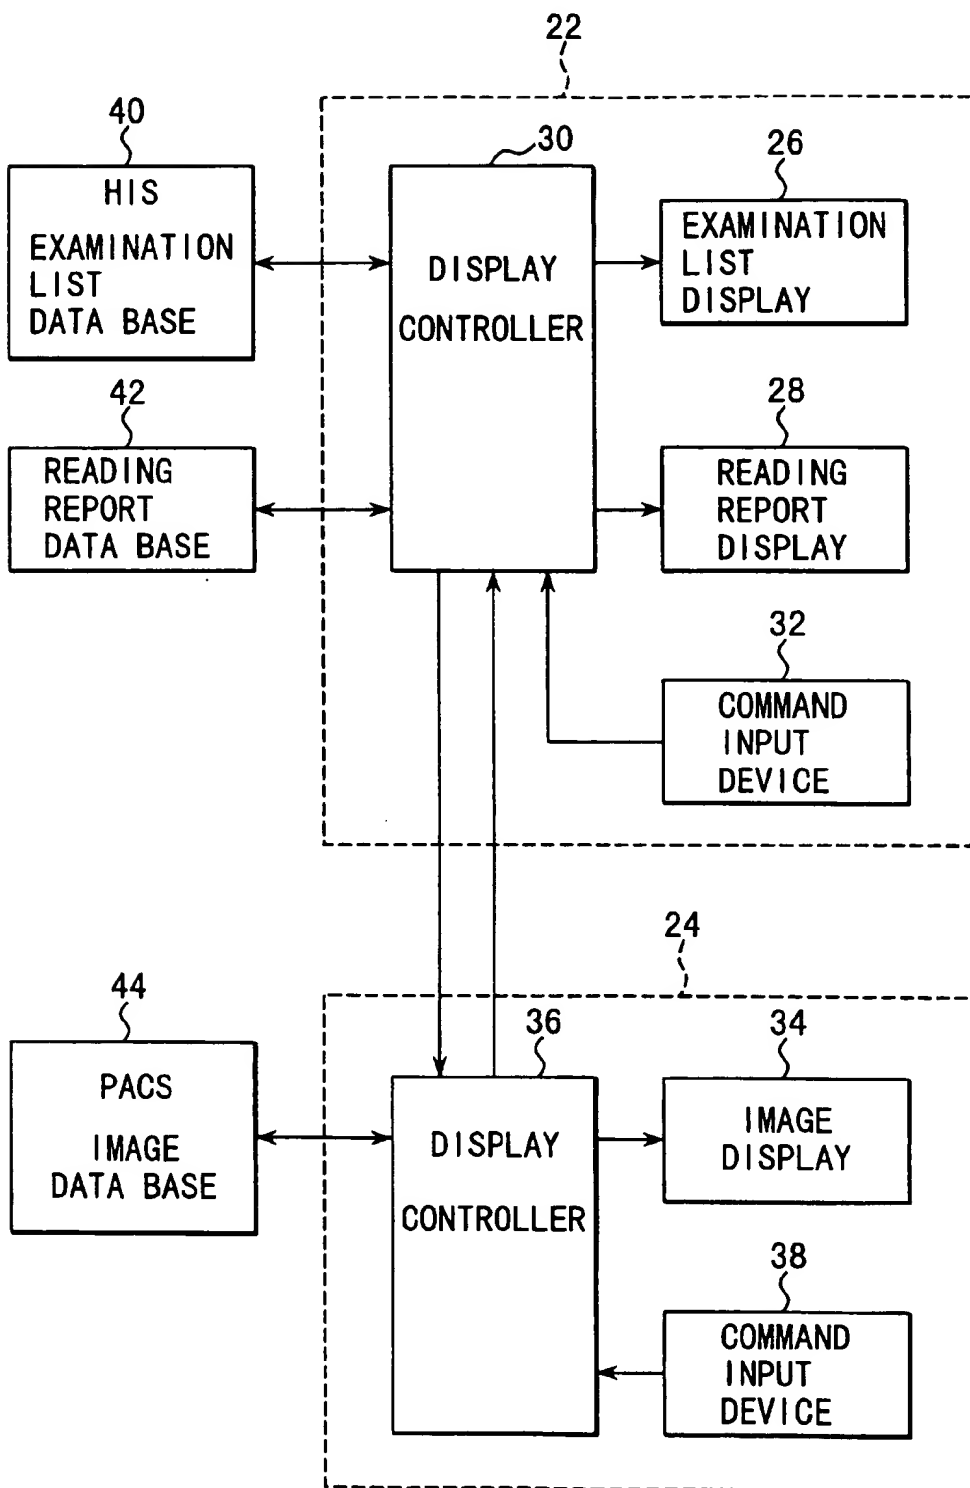 22
40
HIS
EXAMINATION
LIST
DATA BASE
30
DISPLAY
CONTROLLER
26
EXAMINATION
LIST
DISPLAY
42
READING
REPORT
DATA BASE
28
READING
REPORT
DISPLAY
32
COMMAND
INPUT
DEVICE
24
44
PACS
IMAGE
DATA BASE
36
DISPLAY
CONTROLLER
34
IMAGE
DISPLAY
38
COMMAND
INPUT
DEVICE